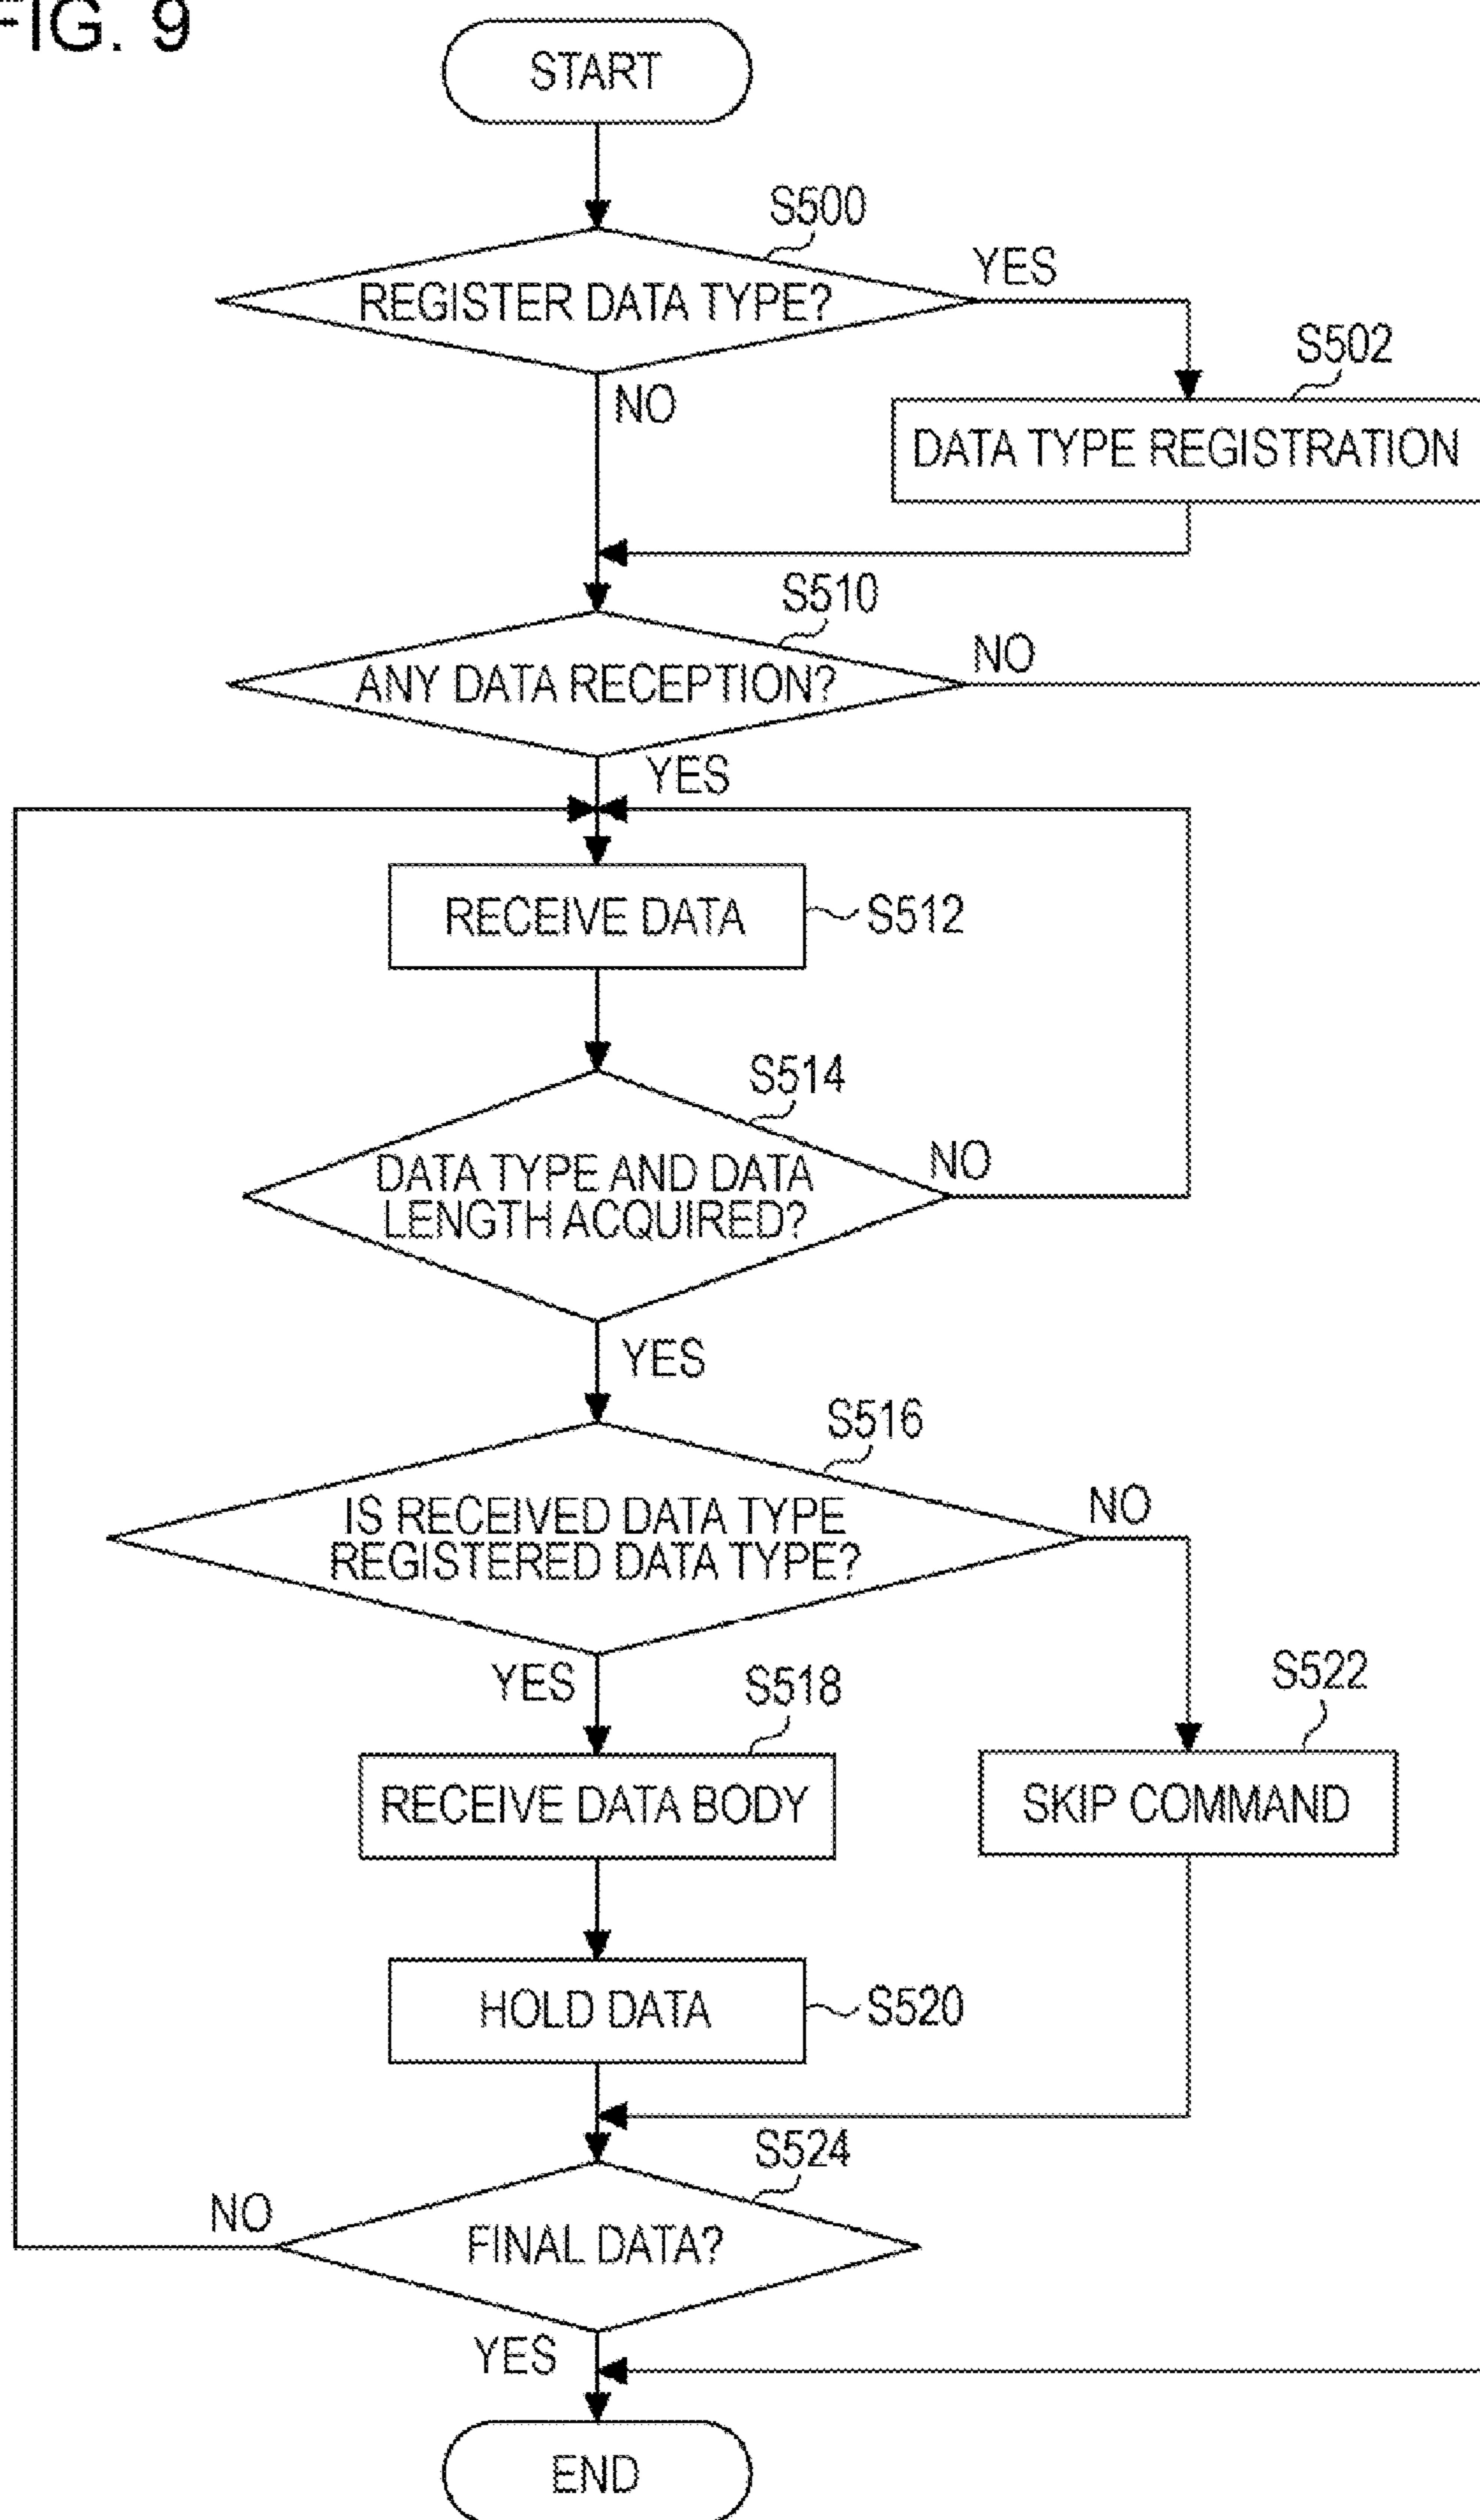 FIG. 9
START
S500
REGISTER DATA TYPE?
YES
NO
S502
DATA TYPE REGISTRATION
S510
ANY DATA RECEPTION?
NO
YES
RECEIVE DATA
S512
S514
DATA TYPE AND DATA
LENGTH ACQUIRED?
NO
YES
S516
IS RECEIVED DATA TYPE
REGISTERED DATA TYPE?
NO
YES
S518
RECEIVE DATA BODY
S522
SKIP COMMAND
HOLD DATA
S520
S524
FINAL DATA?
NO
YES
END